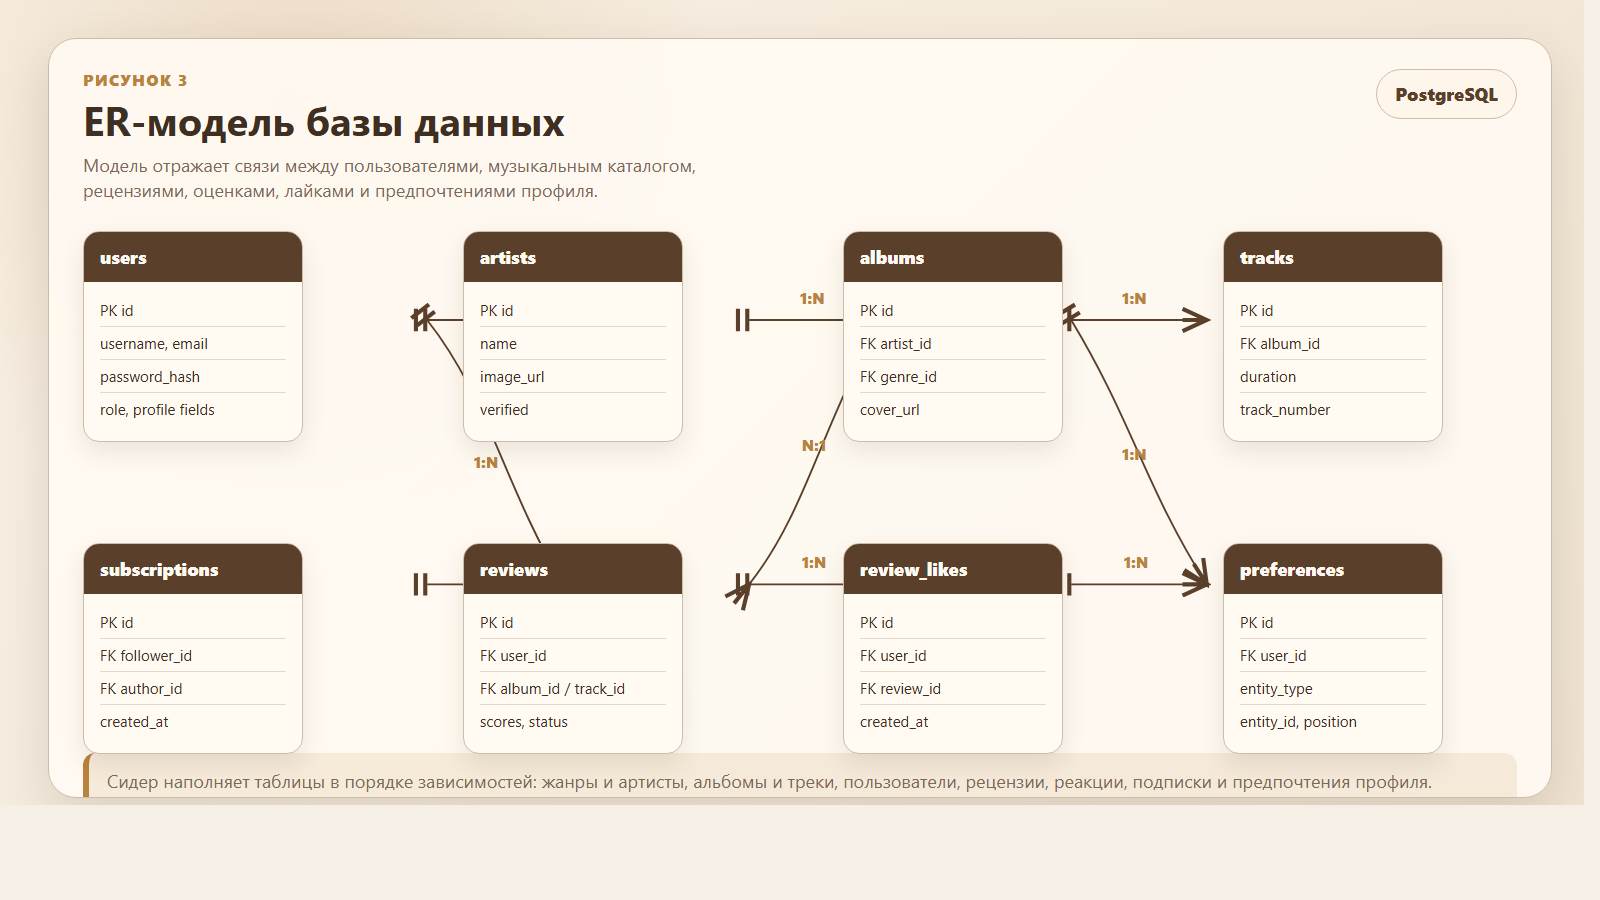 РИСУНОК 3
PostgreSQL
ER-модель базы данных
Модель отражает связи между пользователями, музыкальным каталогом,
рецензиями, оценками, лайками и предпочтениями профиля.
users
PK id
username, email
password_hash
role, profile fields
artists
PK id
name
image_url
verified
1:N
albums
PK id
FK artist_id
FK genre_id
cover_url
1:N
tracks
PK id
FK album_id
duration
track_number
1:N
N:1
1:N
subscriptions
PK id
FK follower_id
FK author_id
created_at
reviews
PK id
FK user_id
FK album_id / track_id
scores, status
1:N
review_likes
PK id
FK user_id
FK review_id
created_at
1:N
preferences
PK id
FK user_id
entity_type
entity_id, position
Сидер наполняет таблицы в порядке зависимостей: жанры и артисты, альбомы и треки, пользователи, рецензии, реакции, подписки и предпочтения профиля.